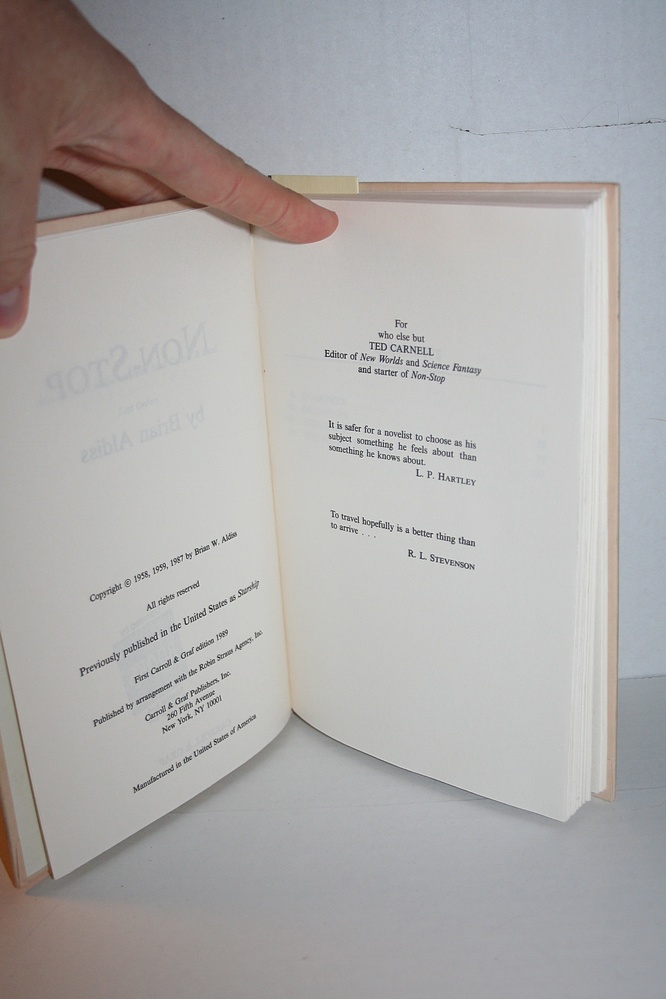 NON-STOP
by Brian Aldiss
Copyright © 1958, 1959, 1987 by Brian W. Aldiss
All rights reserved
Previously published in the United States as Starship
First Carroll & Graf edition 1989
Published by arrangement with the Robin Straus Agency, Inc.
Carroll & Graf Publishers, Inc.
260 Fifth Avenue
New York, NY 10001
Manufactured in the United States of America
For
who else but
TED CARNELL
Editor of New Worlds and Science Fantasy
and starter of Non-Stop
It is safer for a novelist to choose as his
subject something he feels about than
something he knows about.
L. P. HARTLEY
To travel hopefully is a better thing than
to arrive . . .
R. L. STEVENSON